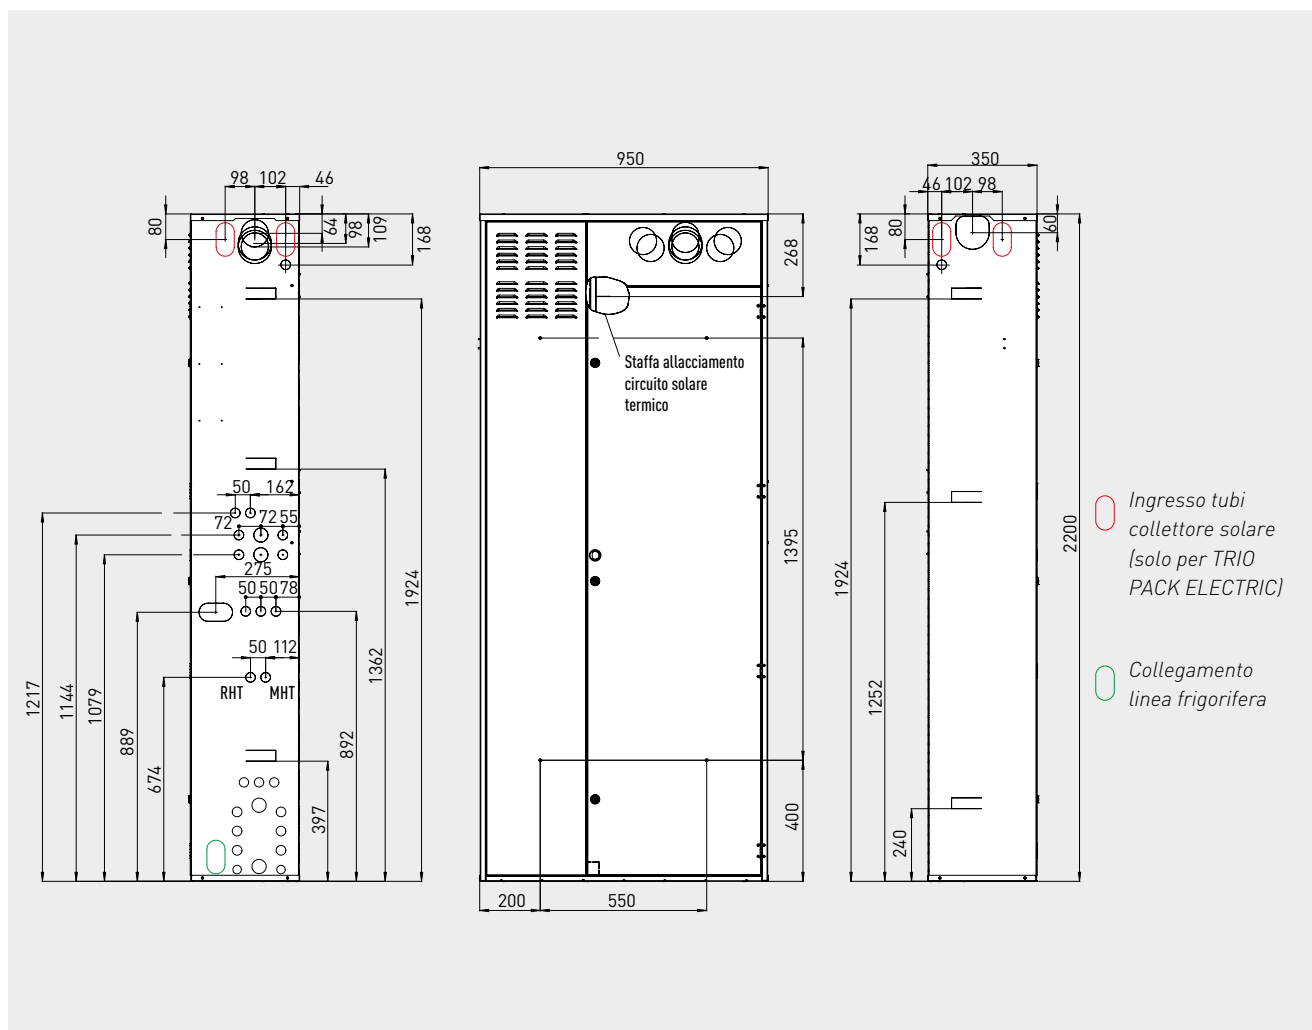 98 102 46
80
64
98
109
168
50 162
72 72 55
275
50 50 78
50 112
RHT MHT
1217
1144
1079
889
674
397
892
1362
1924
950
268
Staffa allacciamento
circuito solare
termico
1395
400
200 550
350
46 102 98
168
80
60
1924
1252
240
2200
Ingresso tubi
collettore solare
(solo per TRIO
PACK ELECTRIC)
Collegamento
linea frigorifera